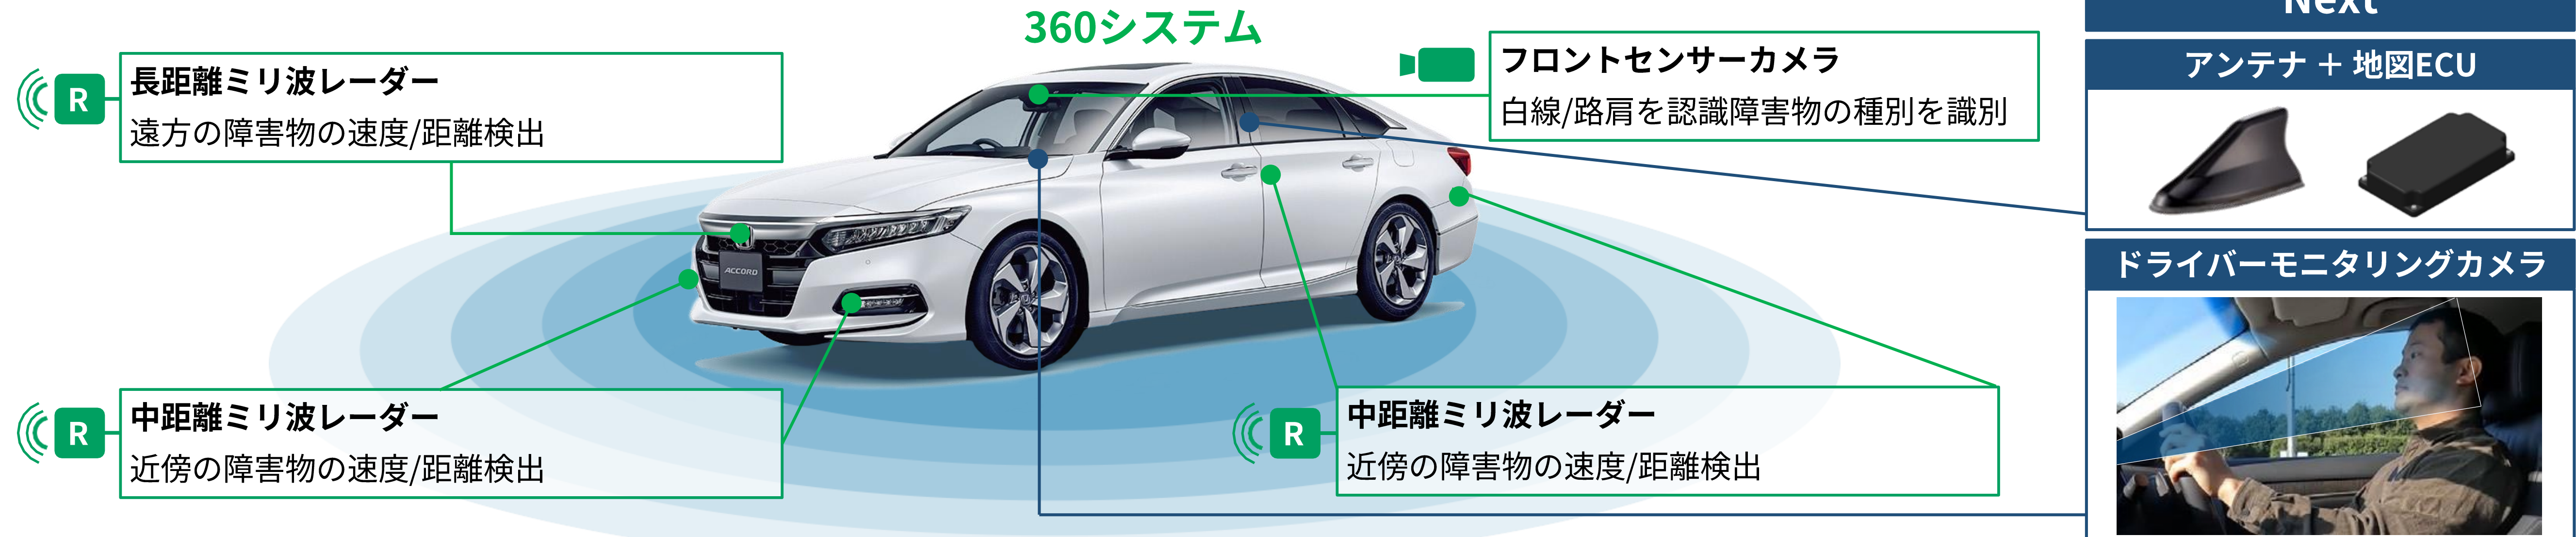 360システム
Next
長距離ミリ波レーダー
遠方の障害物の速度/距離検出
R
フロントセンサーカメラ
白線/路肩を認識障害物の種別を識別
アンテナ + 地図ECU
ACCORD
ドライバーモニタリングカメラ
中距離ミリ波レーダー
近傍の障害物の速度/距離検出
R
中距離ミリ波レーダー
近傍の障害物の速度/距離検出
R